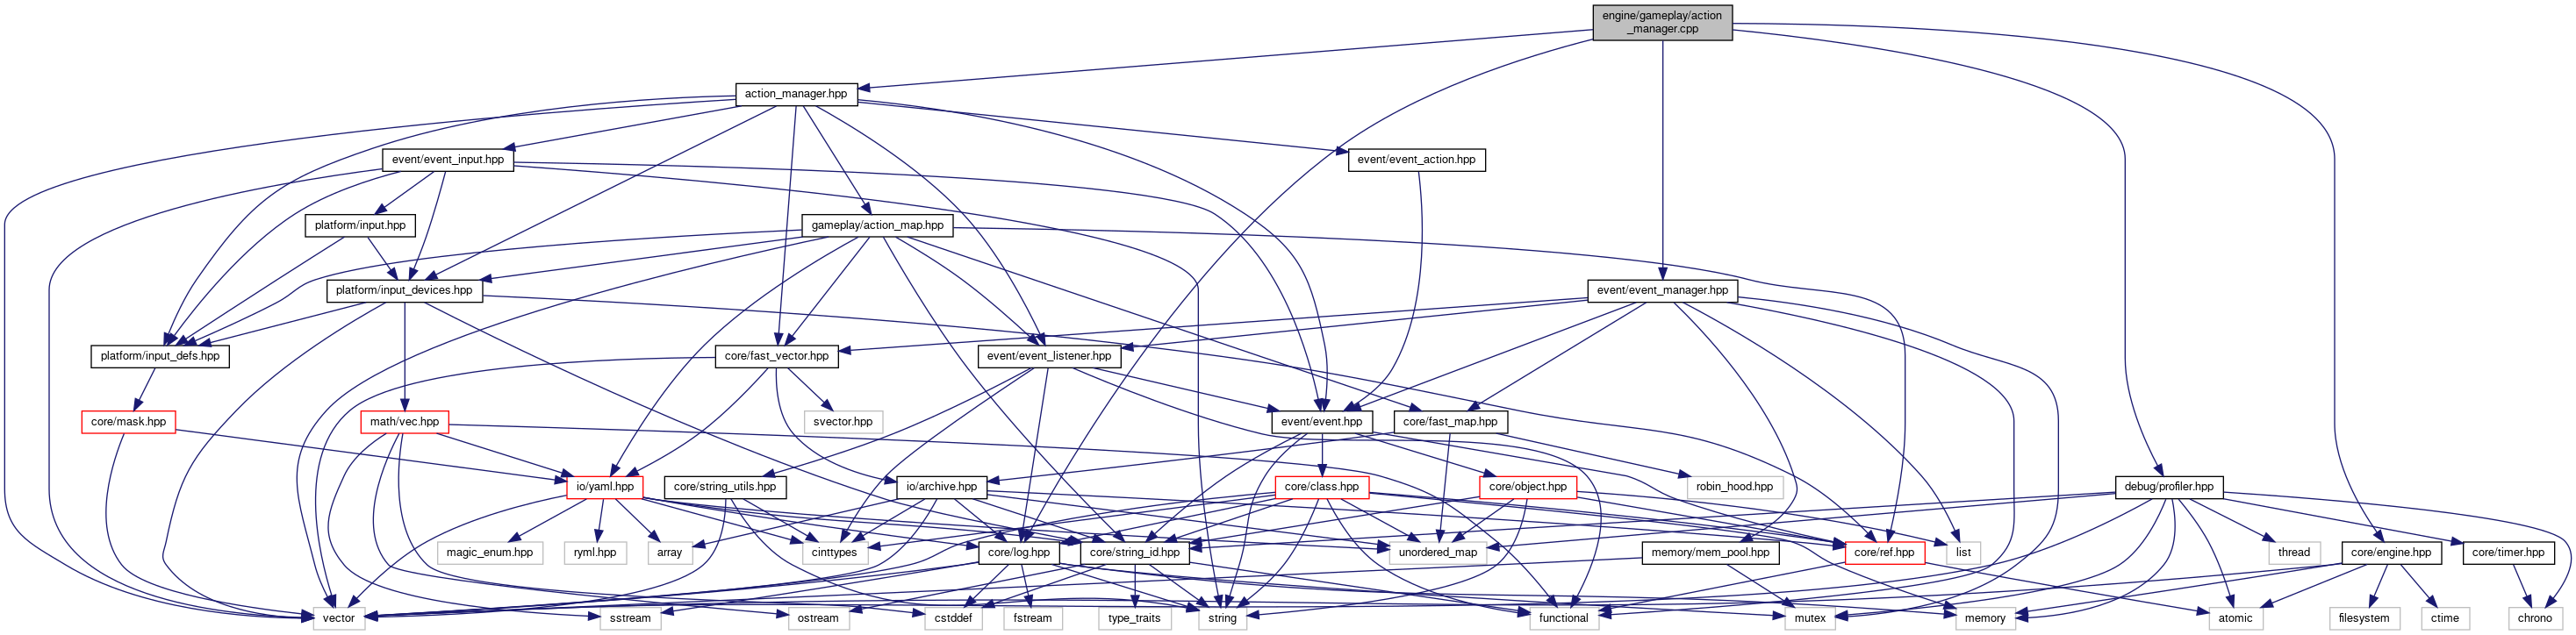 engine/gameplay/action
_manager.cpp
action_manager.hpp
event/event_input.hpp
event/event_action.hpp
platform/input.hpp
gameplay/action_map.hpp
platform/input_devices.hpp
event/event_manager.hpp
platform/input_defs.hpp
core/fast_vector.hpp
event/event_listener.hpp
core/mask.hpp
math/vec.hpp
svector.hpp
event/event.hpp
core/fast_map.hpp
io/yaml.hpp
core/string_utils.hpp
io/archive.hpp
core/class.hpp
core/object.hpp
robin_hood.hpp
debug/profiler.hpp
magic_enum.hpp
ryml.hpp
array
cinttypes
core/log.hpp
core/string_id.hpp
unordered_map
memory/mem_pool.hpp
core/ref.hpp
list
thread
core/engine.hpp
core/timer.hpp
vector
sstream
ostream
cstddef
fstream
type_traits
string
functional
mutex
memory
atomic
filesystem
ctime
chrono